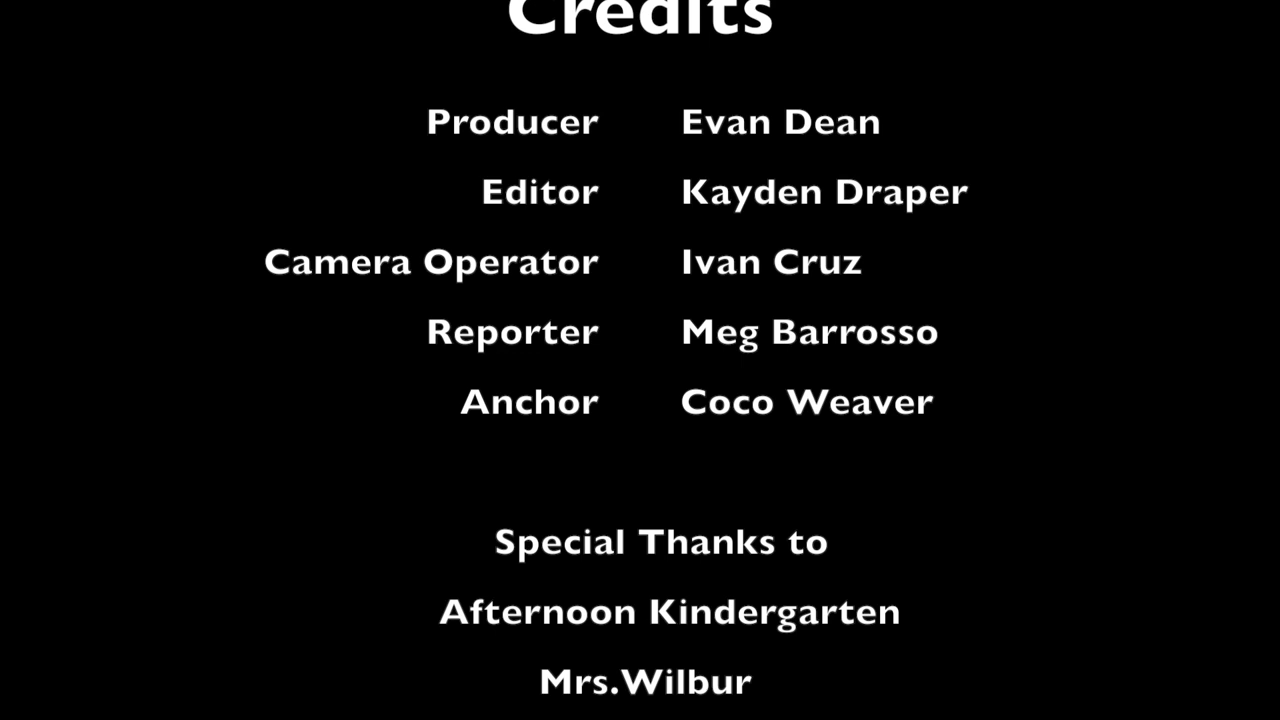 Credits
Producer Evan Dean
Editor Kayden Draper
Camera Operator Ivan Cruz
Reporter Meg Barrosso
Anchor Coco Weaver
Special Thanks to
Afternoon Kindergarten
Mrs.Wilbur